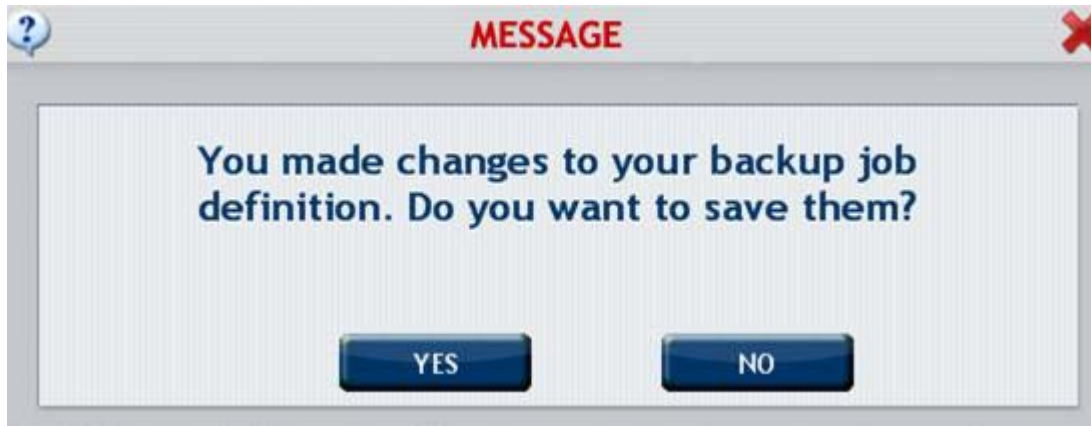 ?
MESSAGE
You made changes to your backup job
definition. Do you want to save them?
YES
NO